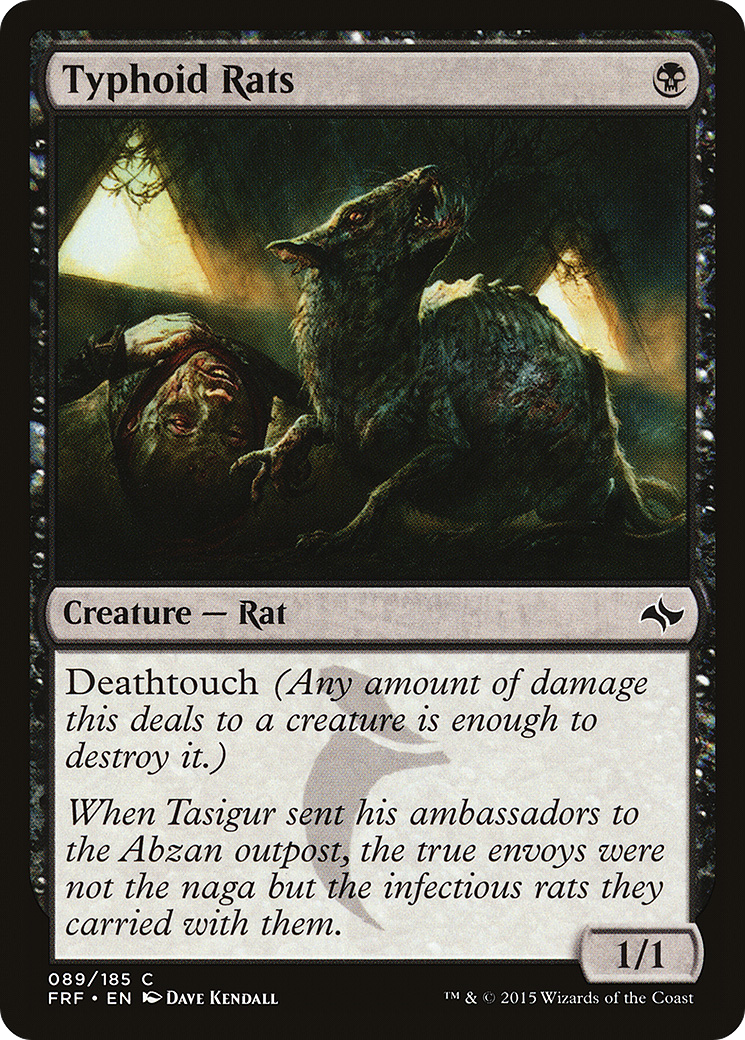 Typhoid Rats
Creature — Rat
Deathtouch (Any amount of damage
this deals to a creature is enough to
destroy it.)
When Tasigur sent his ambassadors to
the Abzan outpost, the true envoys were
not the naga but the infectious rats they
carried with them.
1/1
089/185 C
FRF • EN Dave Kendall
™ & © 2015 Wizards of the Coast